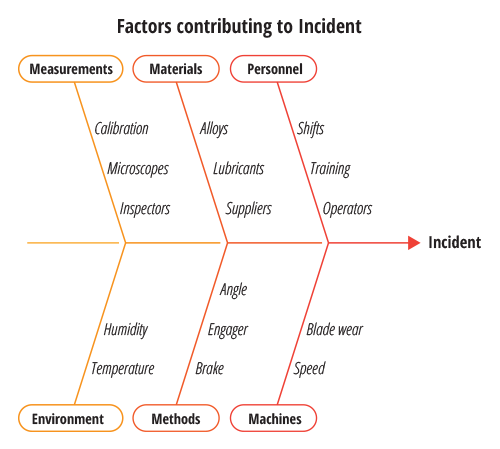 Factors contributing to Incident
Measurements
Materials
Personnel
Calibration
Alloys
Shifts
Microscopes
Lubricants
Training
Inspectors
Suppliers
Operators
Incident
Angle
Humidity
Engager
Blade wear
Temperature
Brake
Speed
Environment
Methods
Machines